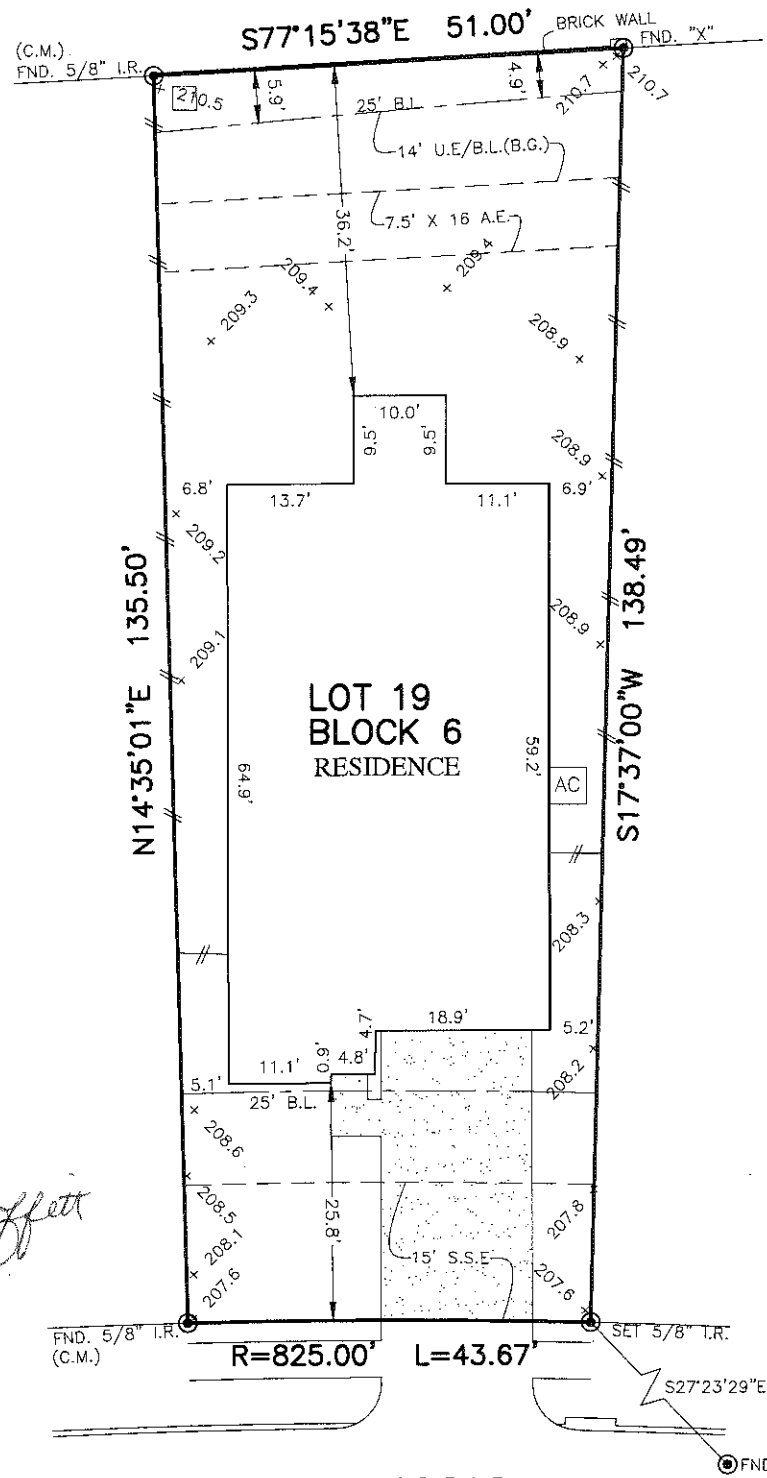 S77°15'38"E 51.00'
BRICK WALL
(C.M.)
FND. 5/8" I.R.
FND. "X"
210.5
5.9'
4.9'
210.7
210.7
25' B.L
14' U.E/B.L.(B.G.)
7.5' X 16 A.E.
36.2'
209.4
209.4
209.3
208.9
10.0'
9.5'
9.5'
208.9
6.8'
13.7'
11.1'
6.9'
209.2
N14°35'01"E 135.50'
S17°37'00"W 138.49'
208.9
209.1
LOT 19
BLOCK 6
RESIDENCE
64.9'
59.2'
AC
208.3
18.9'
4.7'
5.2'
4.8'
11.1'
5.1'
25' B.L.
208.2
208.6
208.5
208.1
207.6
25.8'
207.8
15' S.S.E
207.6
FND. 5/8" I.R.
(C.M.)
SET 5/8" I.R.
R=825.00' L=43.67'
S27°23'29"E
FND